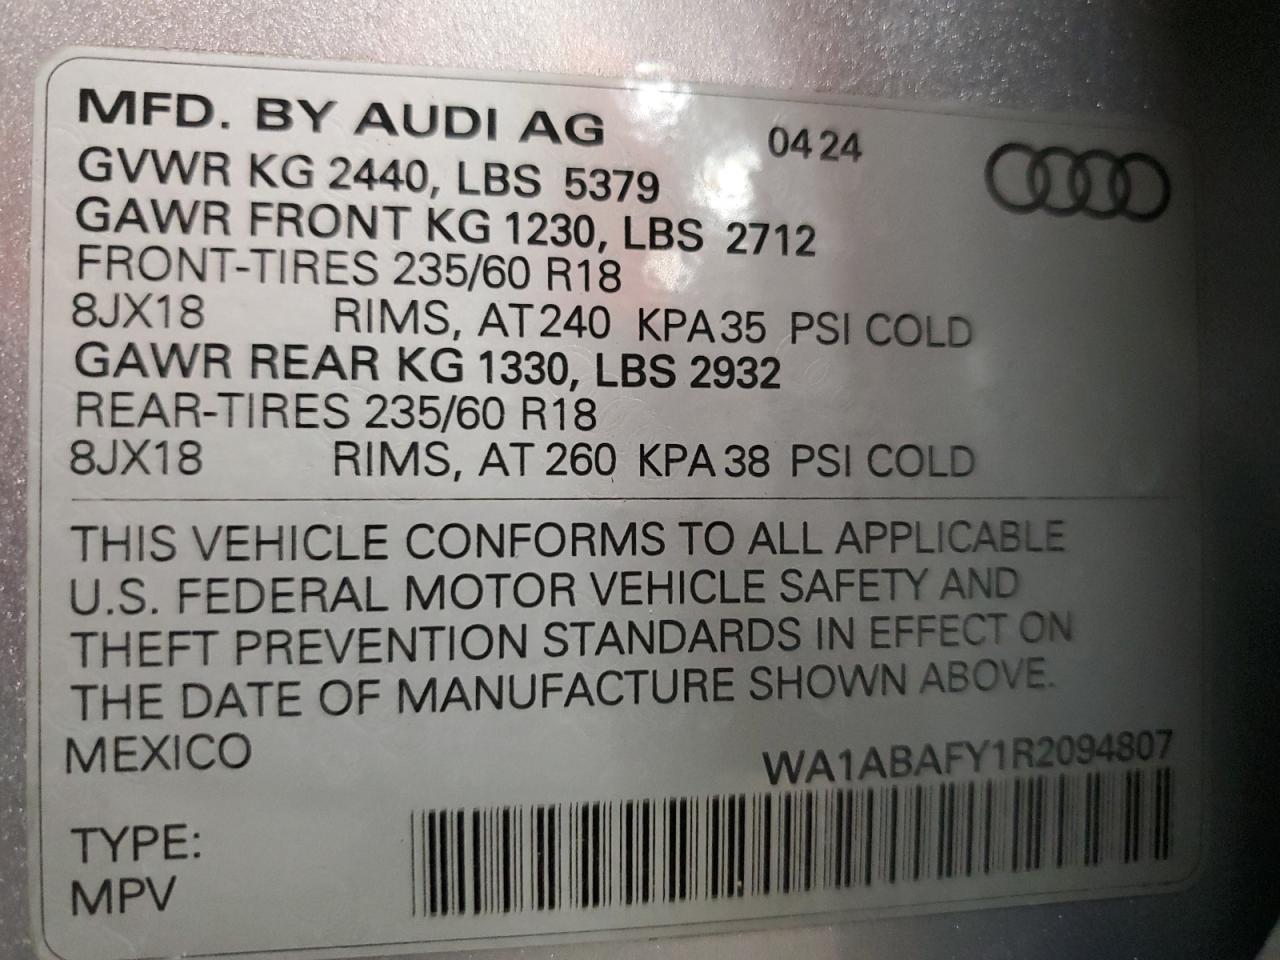 MFD. BY AUDI AG 04 24
GVWR KG 2440, LBS 5379
GAWR FRONT KG 1230, LBS 2712
FRONT-TIRES 235/60 R18
8JX18 RIMS, AT 240 KPA 35 PSI COLD
GAWR REAR KG 1330, LBS 2932
REAR-TIRES 235/60 R18
8JX18 RIMS, AT 260 KPA 38 PSI COLD
THIS VEHICLE CONFORMS TO ALL APPLICABLE
U.S. FEDERAL MOTOR VEHICLE SAFETY AND
THEFT PREVENTION STANDARDS IN EFFECT ON
THE DATE OF MANUFACTURE SHOWN ABOVE.
MEXICO WA1ABAFY1R2094807
TYPE:
MPV